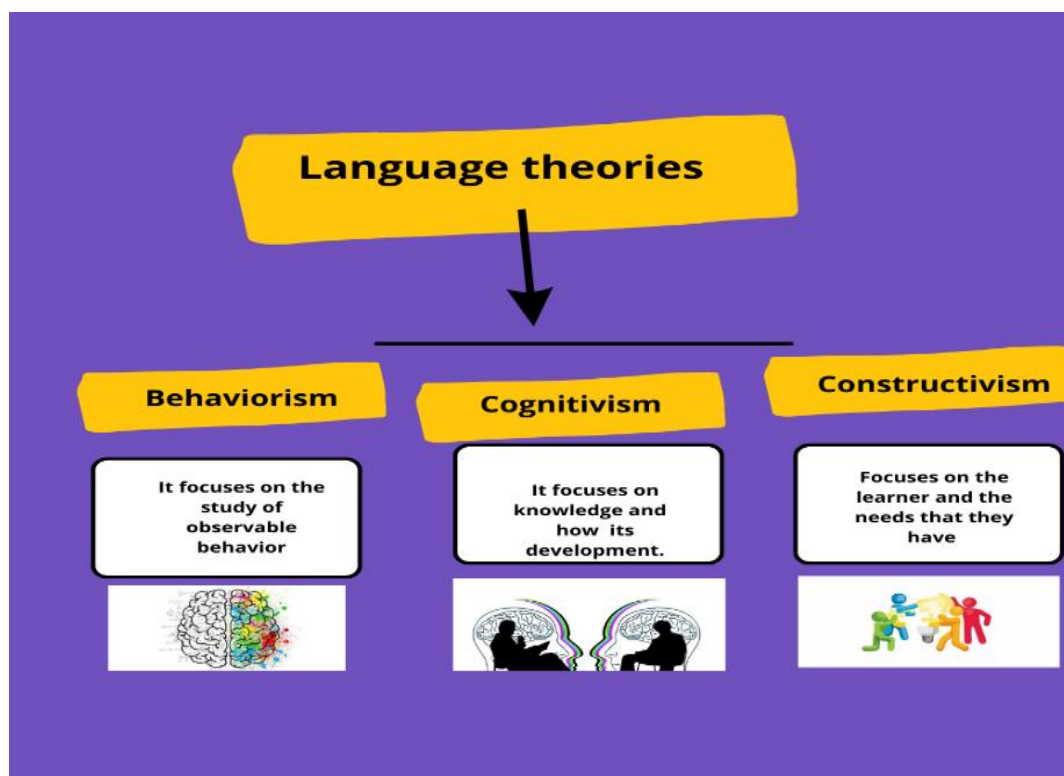 Language theories
Behaviorism
Cognitivism
Constructivism
It focuses on the
study of
observable
behavior
It focuses on
knowledge and
how its
development.
Focuses on the
learner and the
needs that they
have